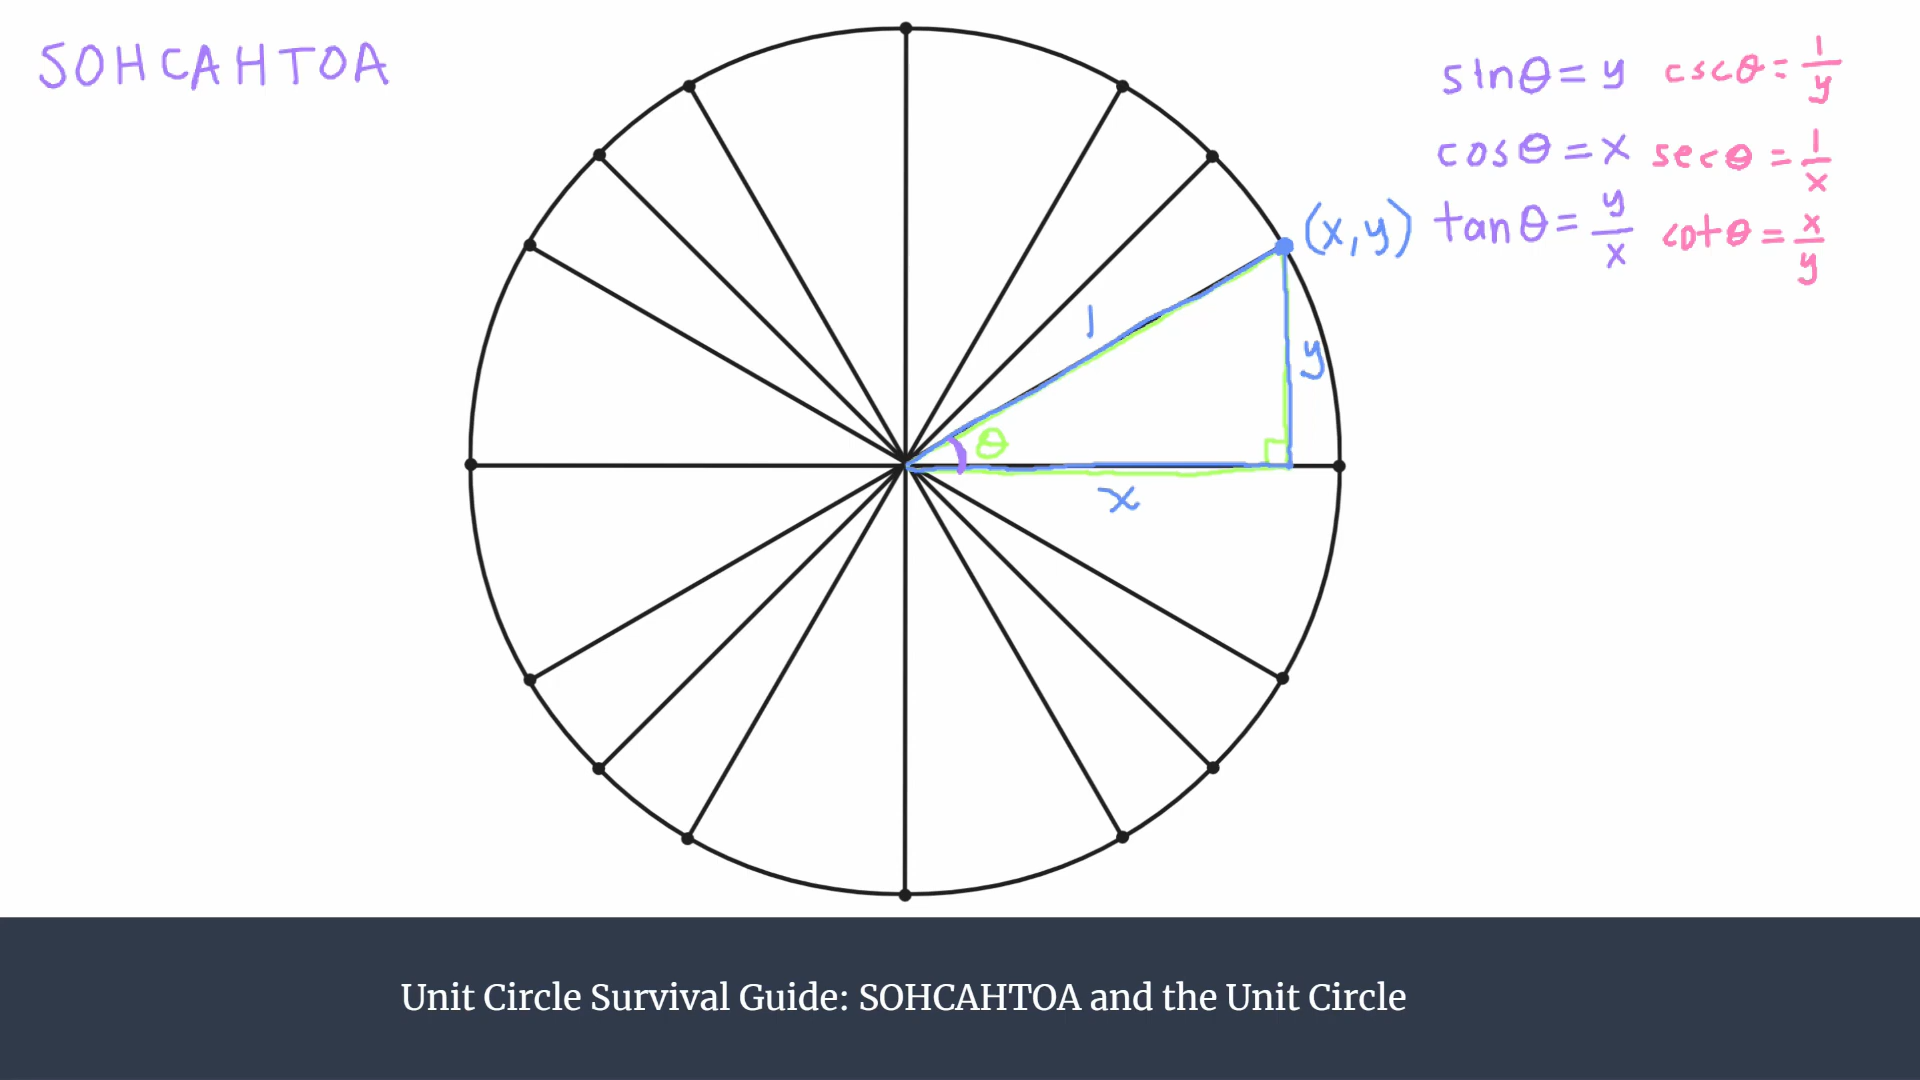 SOHCAHTOA
sinθ = y cscθ = 1/y
cosθ = x secθ = 1/x
(x,y) tanθ = y/x cotθ = x/y
1
y
θ
x
Unit Circle Survival Guide: SOHCAHTOA and the Unit Circle